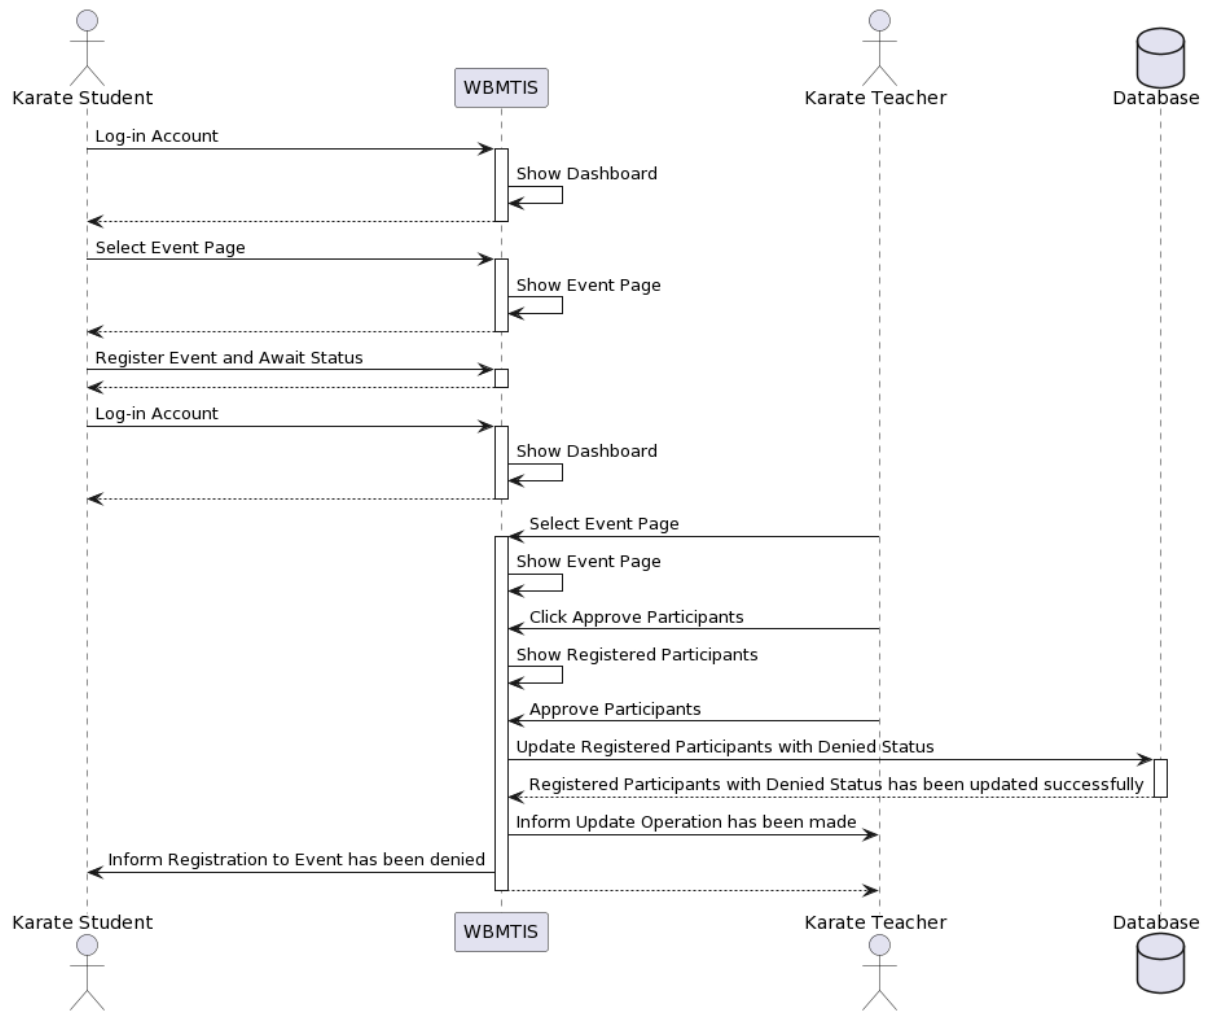 Karate Student
WBMTIS
Karate Teacher
Database
Log-in Account
Show Dashboard
Select Event Page
Show Event Page
Register Event and Await Status
Log-in Account
Show Dashboard
Select Event Page
Show Event Page
Click Approve Participants
Show Registered Participants
Approve Participants
Update Registered Participants with Denied Status
Registered Participants with Denied Status has been updated successfully
Inform Update Operation has been made
Inform Registration to Event has been denied
Karate Student
WBMTIS
Karate Teacher
Database